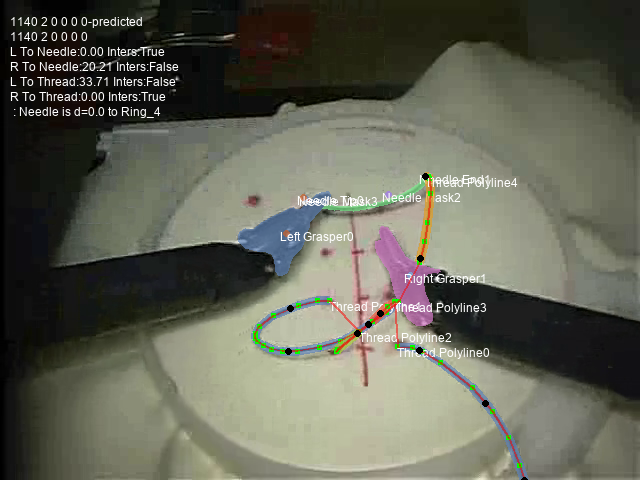 1140 2 0 0 0 0-predicted
1140 2 0 0 0 0
L To Needle:0.00 Inters:True
R To Needle:20.21 Inters:False
L To Thread:33.71 Inters:False
R To Thread:0.00 Inters:True
: Needle is d=0.0 to Ring_4
Needle End1
Thread Polyline4
Needle Mask2
Needle Mask3
Left Grasper0
Right Grasper1
Thread Polyline3
Thread Polyline2
Thread Polyline0